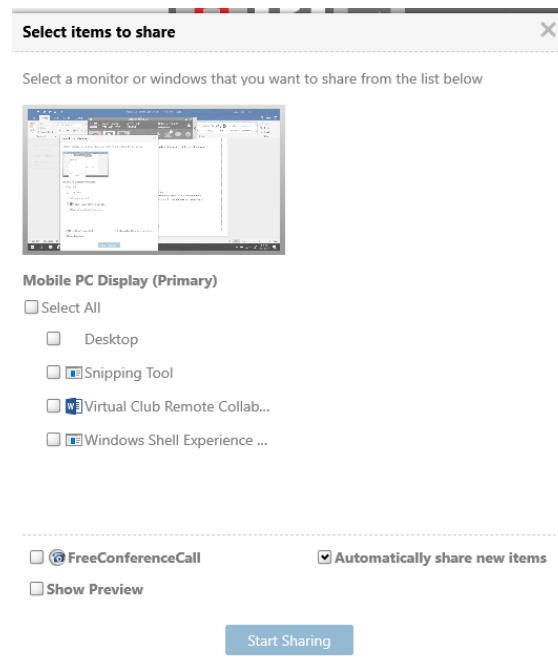 Select items to share
Select a monitor or windows that you want to share from the list below
Mobile PC Display (Primary)
Select All
Desktop
Snipping Tool
Virtual Club Remote Collab...
Windows Shell Experience ...
FreeConferenceCall
Automatically share new items
Show Preview
Start Sharing